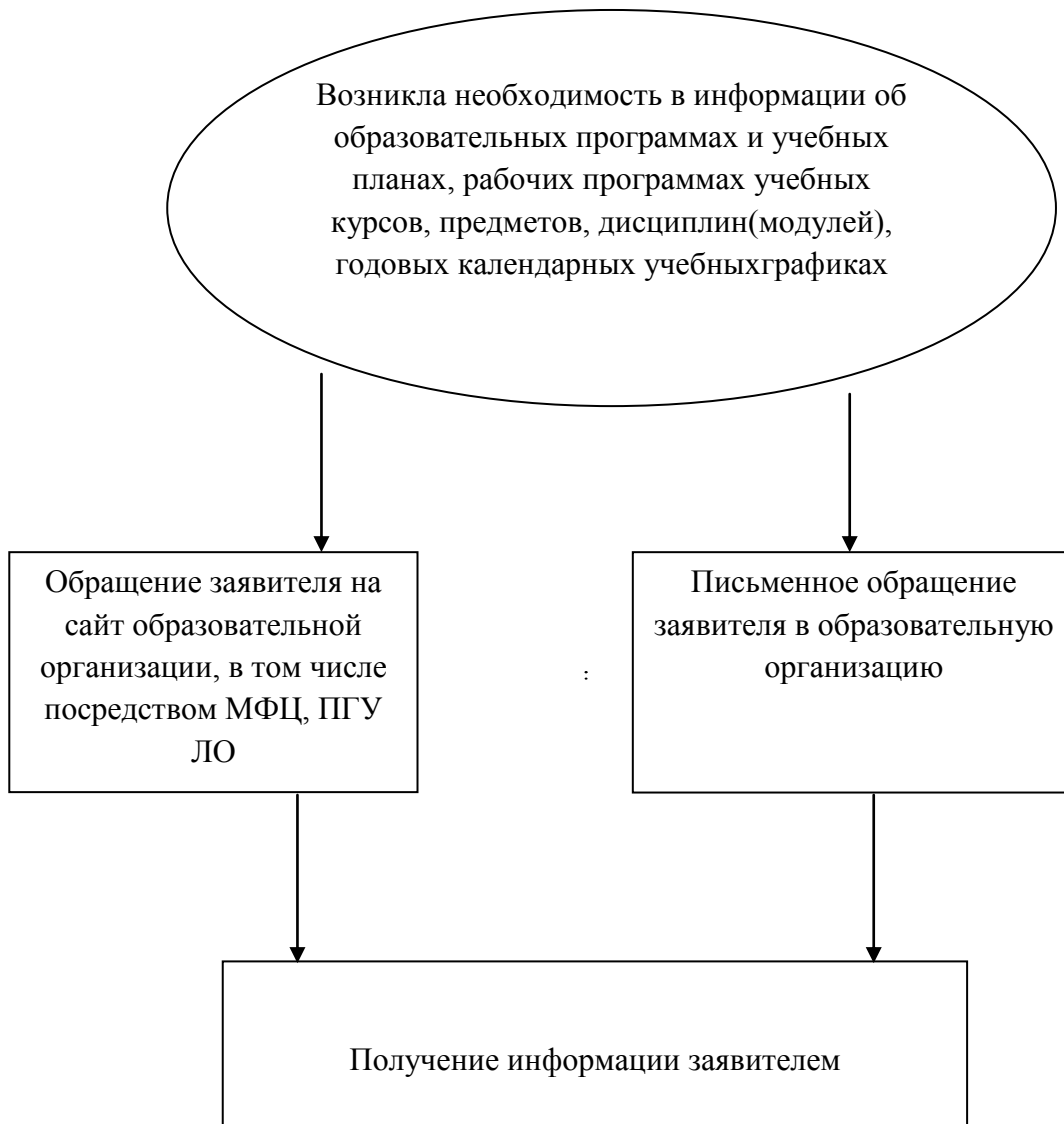 Возникла необходимость в информации об
образовательных программах и учебных
планах, рабочих программах учебных
курсов, предметов, дисциплин(модулей),
годовых календарных учебныхграфиках
Обращение заявителя на
сайт образовательной
организации, в том числе
посредством МФЦ, ПГУ
ЛО
:
Письменное обращение
заявителя в образовательную
организацию
Получение информации заявителем